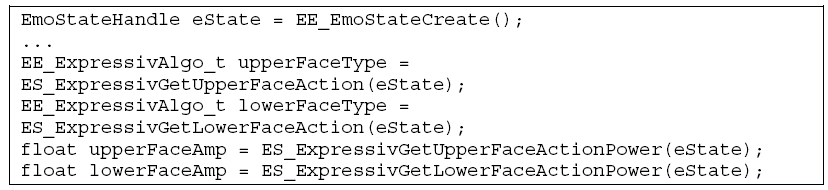 EmoStateHandle eState = EE_EmoStateCreate();
...
EE_ExpressivAlgo_t upperFaceType =
ES_ExpressivGetUpperFaceAction(eState);
EE_ExpressivAlgo_t lowerFaceType =
ES_ExpressivGetLowerFaceAction(eState);
float upperFaceAmp = ES_ExpressivGetUpperFaceActionPower(eState);
float lowerFaceAmp = ES_ExpressivGetLowerFaceActionPower(eState);